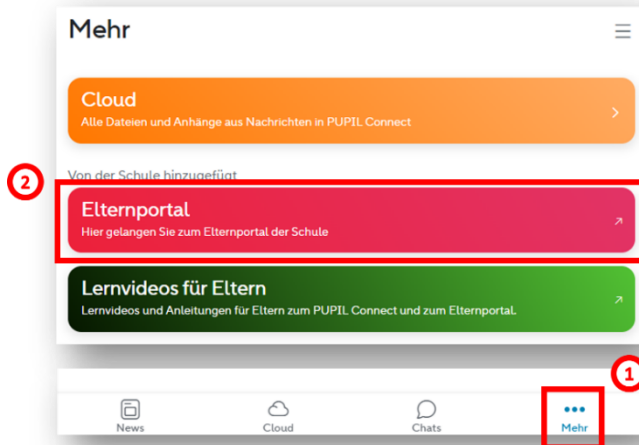 Mehr
Cloud
Alle Dateien und Anhänge aus Nachrichten in PUPIL Connect
Von der Schule hinzugefügt
2
Elternportal
Hier gelangen Sie zum Elternportal der Schule
Lernvideos für Eltern
Lernvideos und Anleitungen für Eltern zum PUPIL Connect und zum Elternportal.
1
News Cloud Chats Mehr